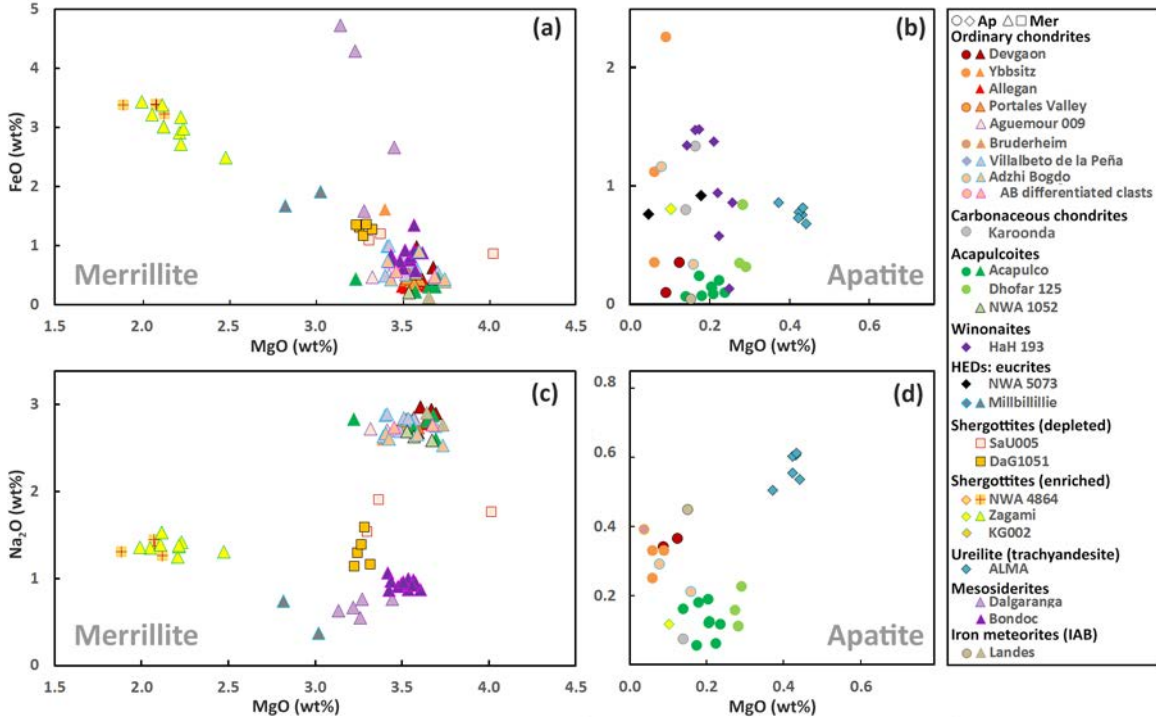 (a)
FeO (wt%)
5
4
3
2
1
0
1.5 2.0 2.5 3.0 3.5 4.0 4.5
MgO (wt%)
Merrillite
(b)
2
1
0
0.0 0.2 0.4 0.6
MgO (wt%)
Apatite
(c)
Na2O (wt%)
3
2
1
0
1.5 2.0 2.5 3.0 3.5 4.0 4.5
MgO (wt%)
Merrillite
(d)
0.8
0.6
0.4
0.2
0.0
0.0 0.2 0.4 0.6
MgO (wt%)
Apatite
Ap Mer
Ordinary chondrites
Devgaon
Ybbsitz
Allegan
Portales Valley
Aguemour 009
Bruderheim
Villalbeto de la Peña
Adzhi Bogdo
AB differentiated clasts
Carbonaceous chondrites
Karoonda
Acapulcoites
Acapulco
Dhofar 125
NWA 1052
Winonaites
HaH 193
HEDs: eucrites
NWA 5073
Millbillillie
Shergottites (depleted)
SaU005
DaG1051
Shergottites (enriched)
NWA 4864
Zagami
KG002
Ureilite (trachyandesite)
ALMA
Mesosiderites
Dalgaranga
Bondoc
Iron meteorites (IAB)
Landes